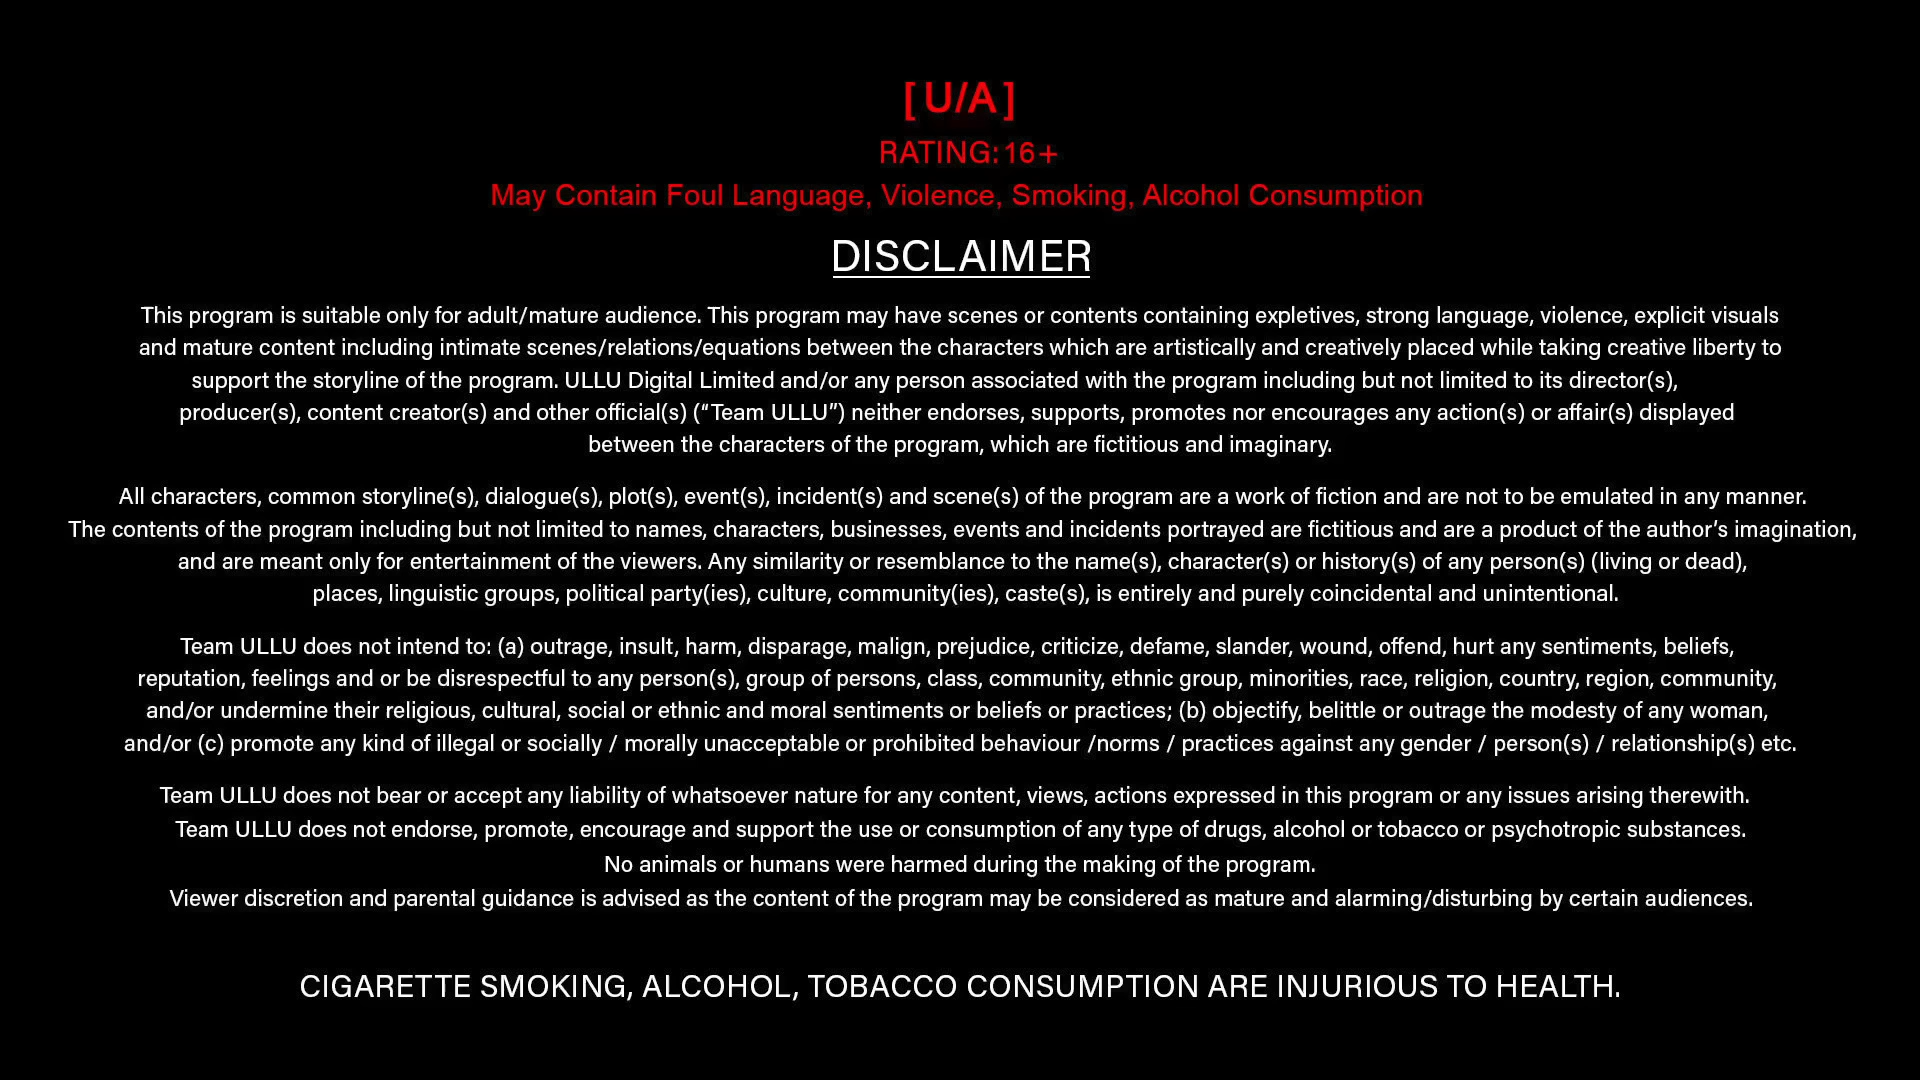 [ U/A ]
RATING: 16+
May Contain Foul Language, Violence, Smoking, Alcohol Consumption
DISCLAIMER
This program is suitable only for adult/mature audience. This program may have scenes or contents containing expletives, strong language, violence, explicit visuals
and mature content including intimate scenes/relations/equations between the characters which are artistically and creatively placed while taking creative liberty to
support the storyline of the program. ULLU Digital Limited and/or any person associated with the program including but not limited to its director(s),
producer(s), content creator(s) and other official(s) (“Team ULLU”) neither endorses, supports, promotes nor encourages any action(s) or affair(s) displayed
between the characters of the program, which are fictitious and imaginary.
All characters, common storyline(s), dialogue(s), plot(s), event(s), incident(s) and scene(s) of the program are a work of fiction and are not to be emulated in any manner.
The contents of the program including but not limited to names, characters, businesses, events and incidents portrayed are fictitious and are a product of the author’s imagination,
and are meant only for entertainment of the viewers. Any similarity or resemblance to the name(s), character(s) or history(s) of any person(s) (living or dead),
places, linguistic groups, political party(ies), culture, community(ies), caste(s), is entirely and purely coincidental and unintentional.
Team ULLU does not intend to: (a) outrage, insult, harm, disparage, malign, prejudice, criticize, defame, slander, wound, offend, hurt any sentiments, beliefs,
reputation, feelings and or be disrespectful to any person(s), group of persons, class, community, ethnic group, minorities, race, religion, country, region, community,
and/or undermine their religious, cultural, social or ethnic and moral sentiments or beliefs or practices; (b) objectify, belittle or outrage the modesty of any woman,
and/or (c) promote any kind of illegal or socially / morally unacceptable or prohibited behaviour /norms / practices against any gender / person(s) / relationship(s) etc.
Team ULLU does not bear or accept any liability of whatsoever nature for any content, views, actions expressed in this program or any issues arising therewith.
Team ULLU does not endorse, promote, encourage and support the use or consumption of any type of drugs, alcohol or tobacco or psychotropic substances.
No animals or humans were harmed during the making of the program.
Viewer discretion and parental guidance is advised as the content of the program may be considered as mature and alarming/disturbing by certain audiences.
CIGARETTE SMOKING, ALCOHOL, TOBACCO CONSUMPTION ARE INJURIOUS TO HEALTH.